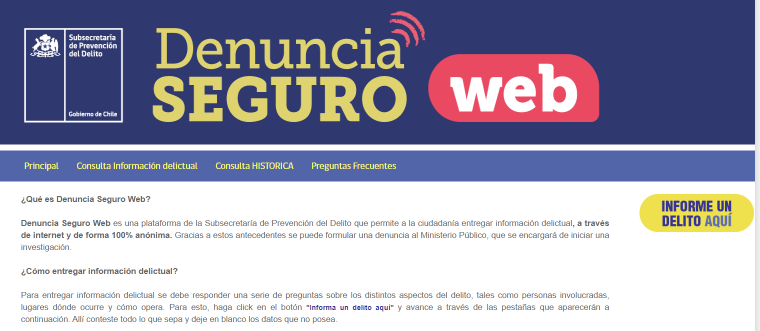 Subsecretaría
de Prevención
del Delito
Gobierno de Chile
Denuncia
SEGURO
web
Principal Consulta Información delictual Consulta HISTORICA Preguntas Frecuentes
¿Qué es Denuncia Seguro Web?
INFORME UN
DELITO AQUÍ
Denuncia Seguro Web es una plataforma de la Subsecretaría de Prevención del Delito que permite a la ciudadanía entregar información delictual, a través
de internet y de forma 100% anónima. Gracias a estos antecedentes se puede formular una denuncia al Ministerio Público, que se encargará de iniciar una
investigación.
¿Cómo entregar información delictual?
Para entregar información delictual se debe responder una serie de preguntas sobre los distintos aspectos del delito, tales como personas involucradas,
lugares dónde ocurre y cómo opera. Para esto, haga click en el botón "Informa un delito aquí" y avance a través de las pestañas que aparecerán a
continuación. Allí conteste todo lo que sepa y deje en blanco los datos que no posea.